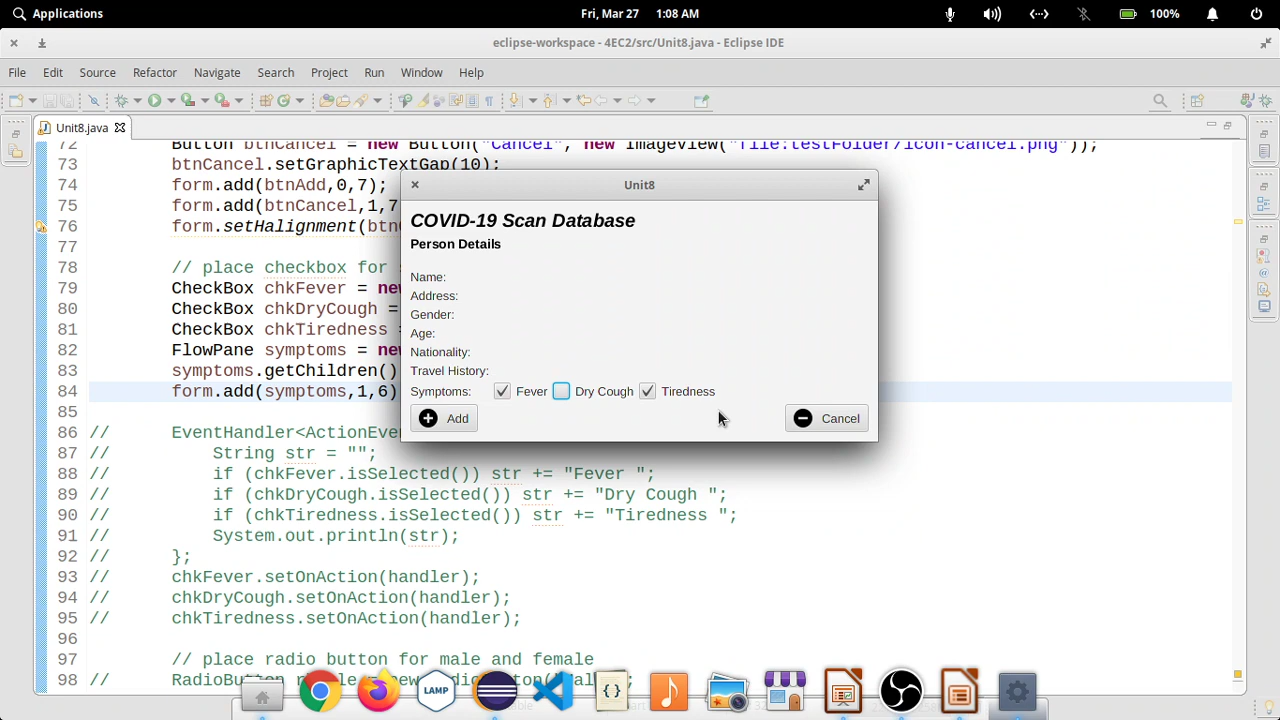 Applications
Fri, Mar 27 1:08 AM
100%
eclipse-workspace - 4EC2/src/Unit8.java - Eclipse IDE
File Edit Source Refactor Navigate Search Project Run Window Help
Unit8.java
72 Button btnCancel = new Button("Cancel", new ImageView("file:testFolder/icon-cancel.png"));
73 btnCancel.setGraphicTextGap(10);
74 form.add(btnAdd,0,7);
75 form.add(btnCancel,1,7
76 form.setHalignment(btn
77
78 // place checkbox for
79 CheckBox chkFever = new
80 CheckBox chkDryCough =
81 CheckBox chkTiredness
82 FlowPane symptoms = new
83 symptoms.getChildren()
84 form.add(symptoms,1,6)
85
86 // EventHandler<ActionEve
87 // String str = "";
88 // if (chkFever.isSelected()) str += "Fever ";
89 // if (chkDryCough.isSelected()) str += "Dry Cough ";
90 // if (chkTiredness.isSelected()) str += "Tiredness ";
91 // System.out.println(str);
92 // };
93 // chkFever.setOnAction(handler);
94 // chkDryCough.setOnAction(handler);
95 // chkTiredness.setOnAction(handler);
96
97 // place radio button for male and female
98 //
Unit8
COVID-19 Scan Database
Person Details
Name:
Address:
Gender:
Age:
Nationality:
Travel History:
Symptoms: Fever Dry Cough Tiredness
Add Cancel
LAMP